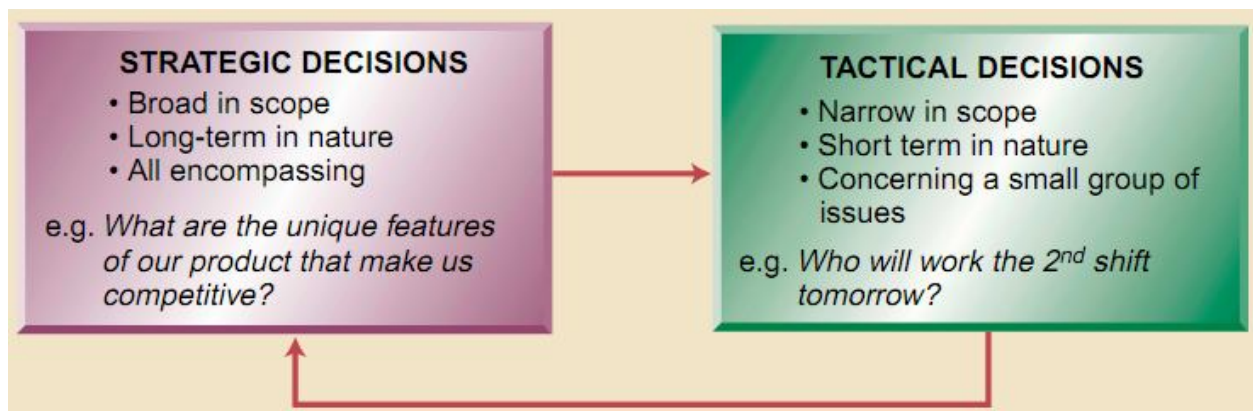 STRATEGIC DECISIONS
• Broad in scope
• Long-term in nature
• All encompassing
e.g. What are the unique features
of our product that make us
competitive?
TACTICAL DECISIONS
• Narrow in scope
• Short term in nature
• Concerning a small group of
issues
e.g. Who will work the 2nd shift
tomorrow?